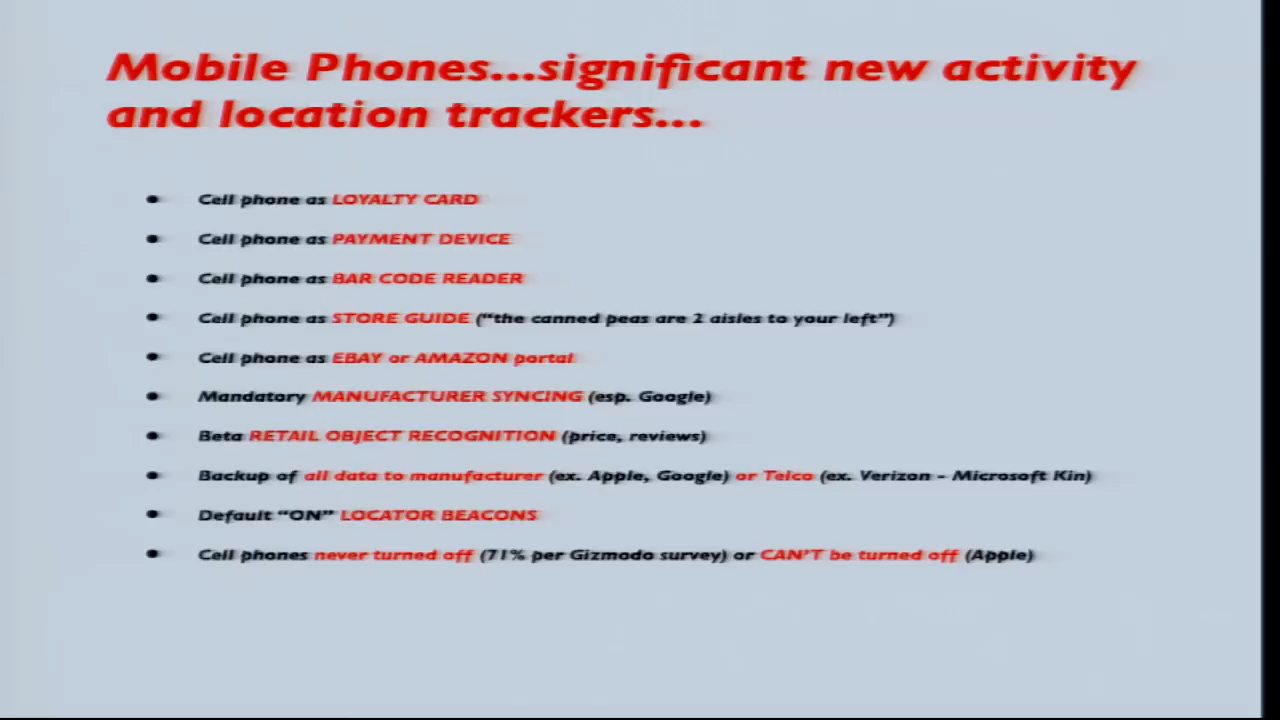 Mobile Phones...significant new activity
and location trackers...
• Cell phone as LOYALTY CARD
• Cell phone as PAYMENT DEVICE
• Cell phone as BAR CODE READER
• Cell phone as STORE GUIDE (“the canned peas are 2 aisles to your left”)
• Cell phone as EBAY or AMAZON portal
• Mandatory MANUFACTURER SYNCING (esp. Google)
• Beta RETAIL OBJECT RECOGNITION (price, reviews)
• Backup of all data to manufacturer (ex. Apple, Google) or Telco (ex. Verizon - Microsoft Kin)
• Default “ON” LOCATOR BEACONS
• Cell phones never turned off (71% per Gizmodo survey) or CAN’T be turned off (Apple)